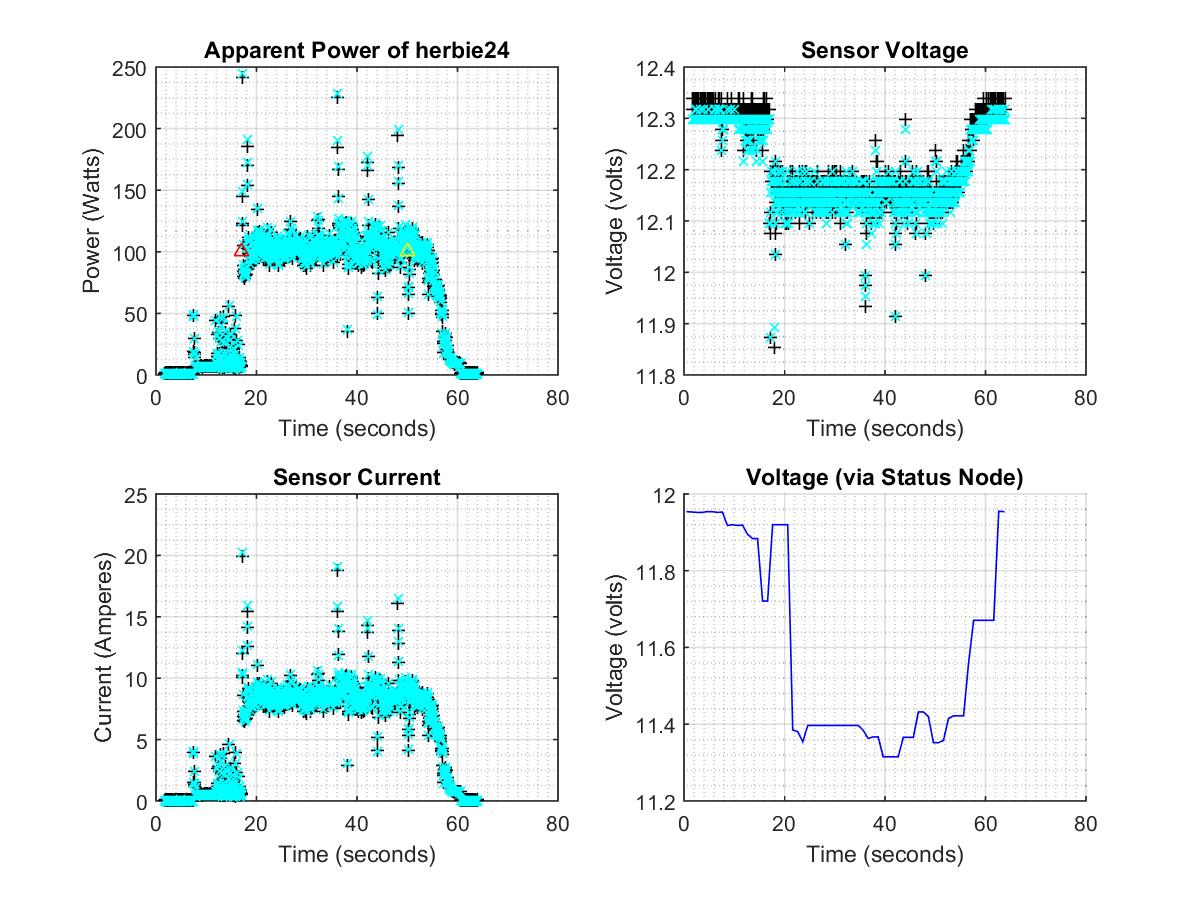 Apparent Power of herbie24
250
200
150
100
50
0
Power (Watts)
0 20 40 60 80
Time (seconds)
Sensor Voltage
12.4
12.3
12.2
12.1
12
11.9
11.8
Voltage (volts)
0 20 40 60 80
Time (seconds)
Sensor Current
25
20
15
10
5
0
Current (Amperes)
0 20 40 60 80
Time (seconds)
Voltage (via Status Node)
12
11.8
11.6
11.4
11.2
Voltage (volts)
0 20 40 60 80
Time (seconds)